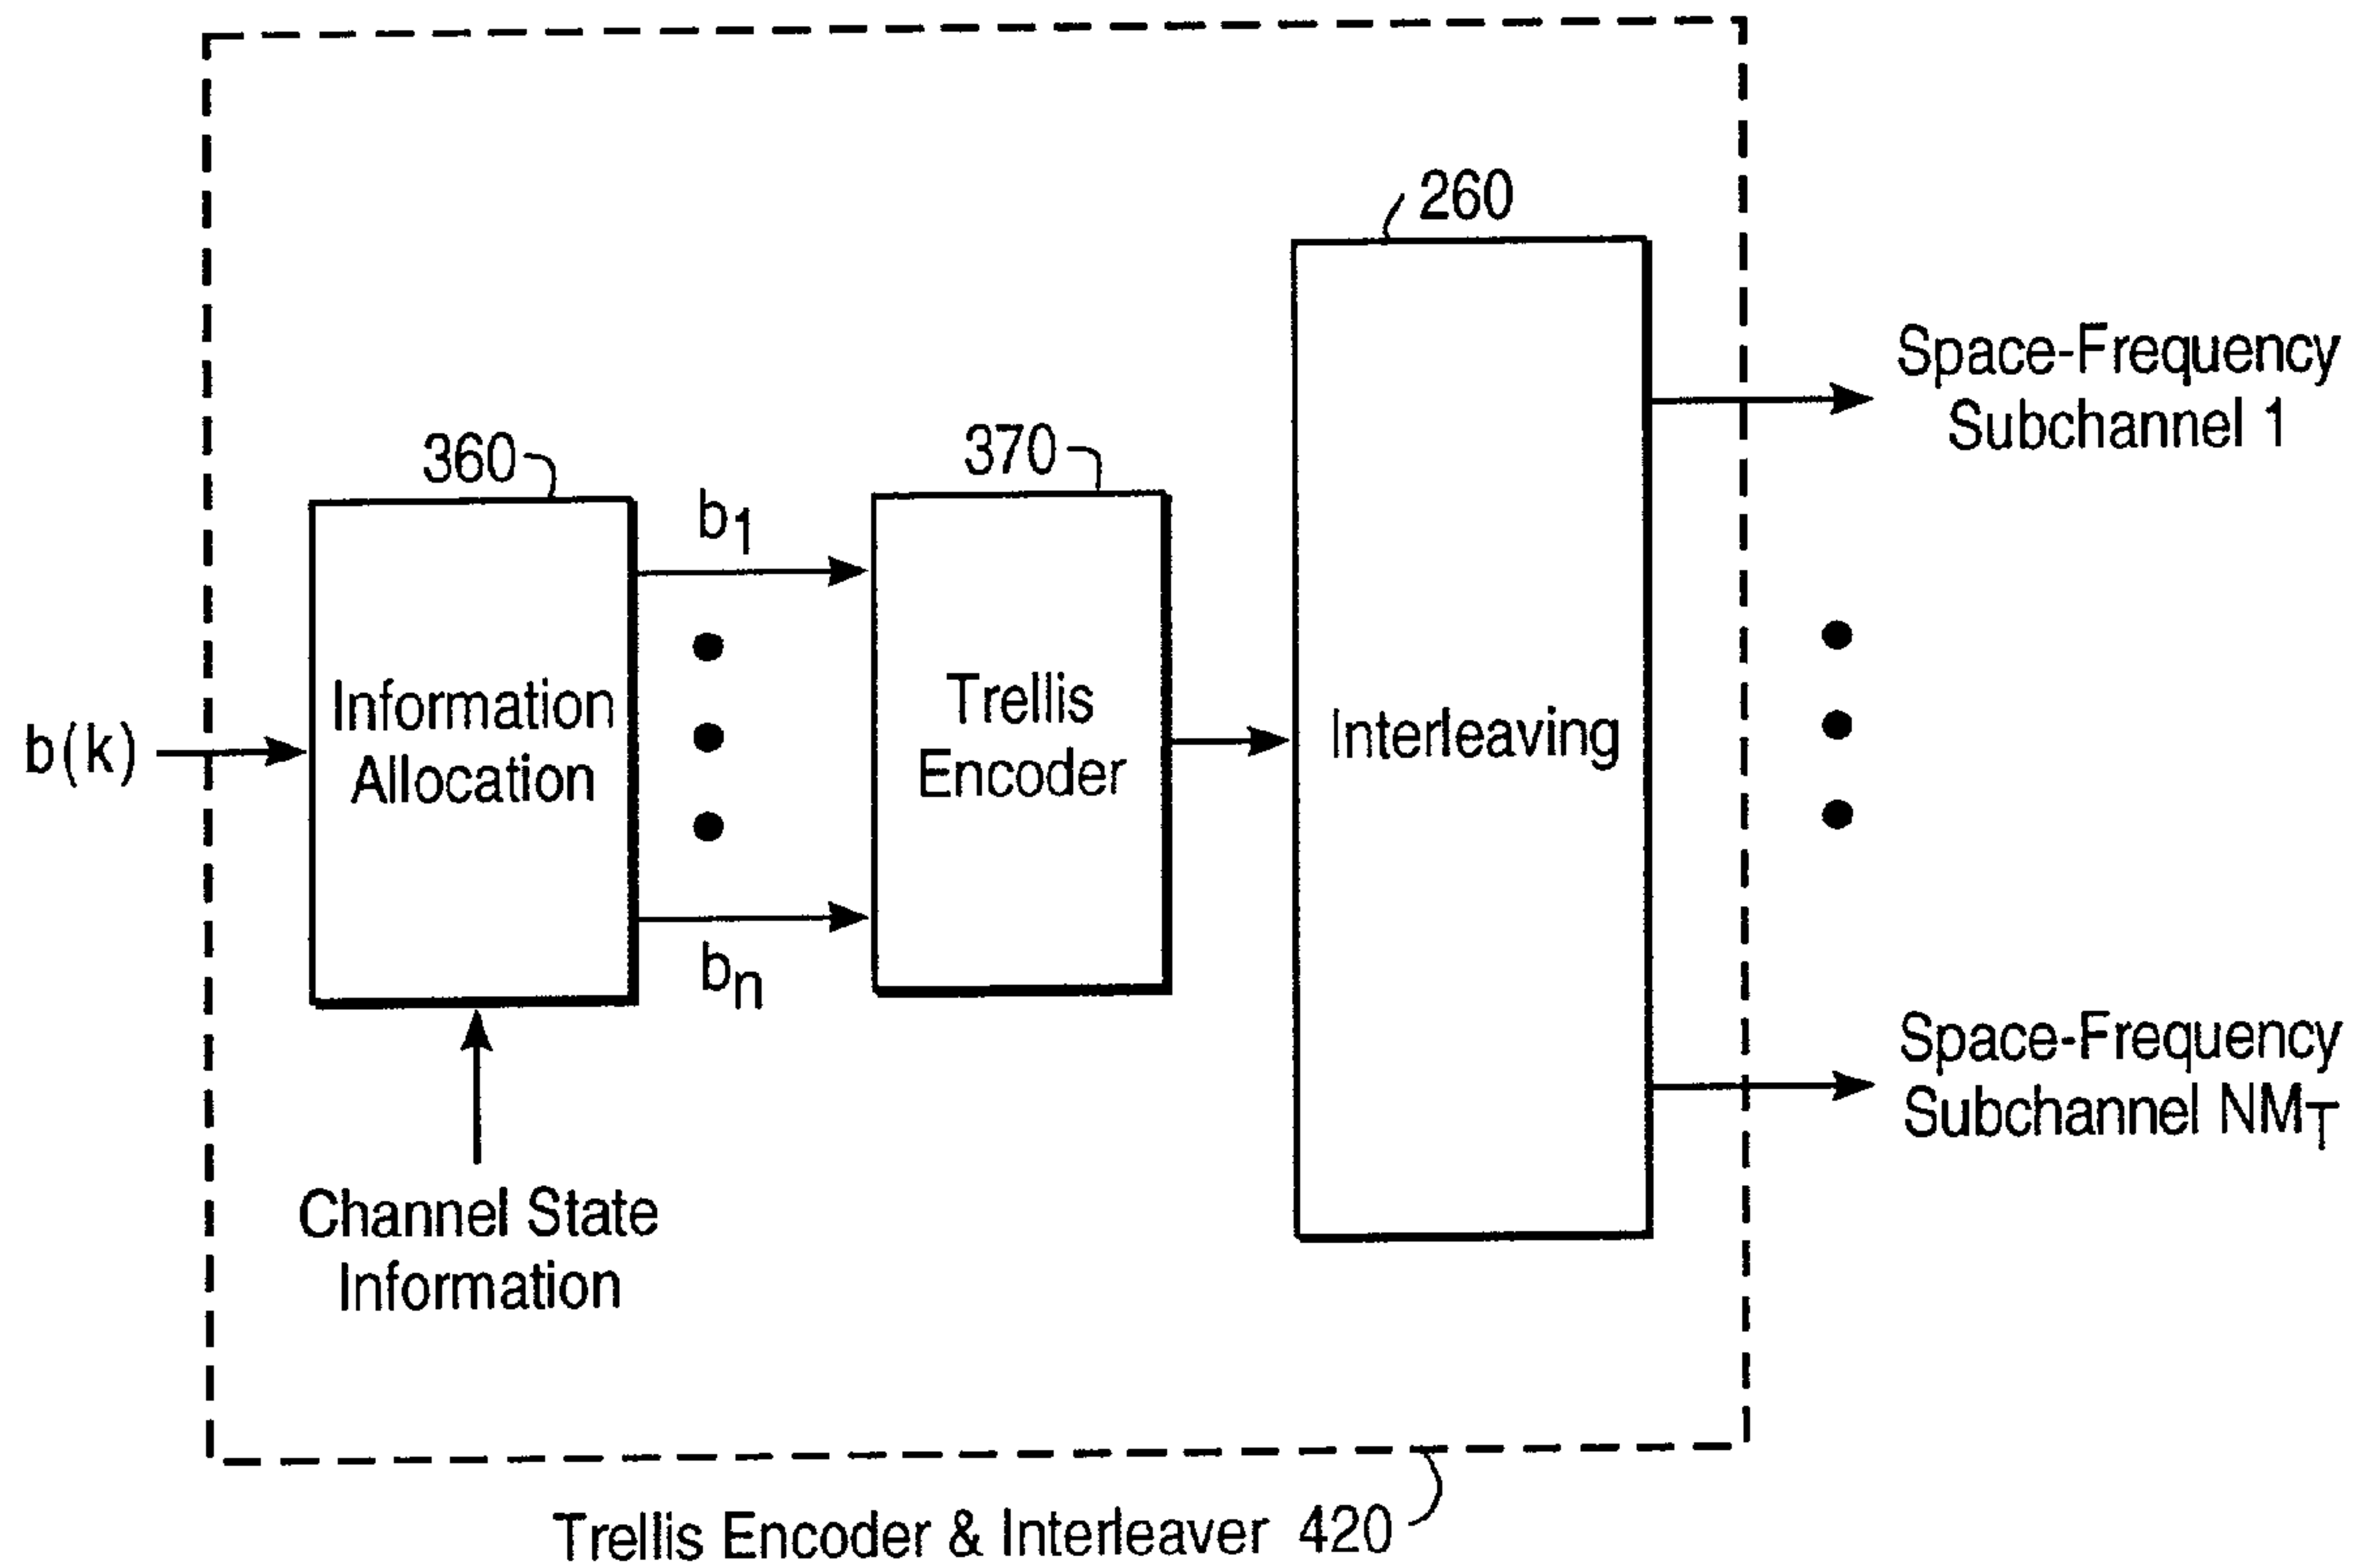 260
Space-Frequency
Subchannel 1
360
370
b1
Information
Allocation
Trellis
Encoder
Interleaving
b(k)
bn
Space-Frequency
Subchannel NMT
Channel State
Information
Trellis Encoder & Interleaver 420